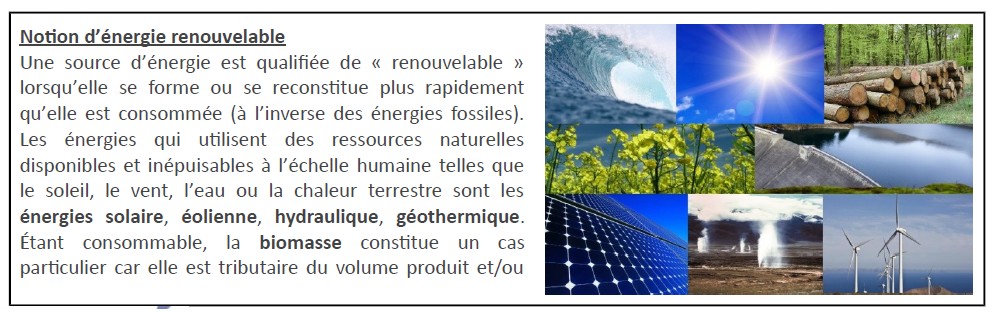 Notion d’énergie renouvelable
Une source d’énergie est qualifiée de « renouvelable »
lorsqu’elle se forme ou se reconstitue plus rapidement
qu’elle est consommée (à l’inverse des énergies fossiles).
Les énergies qui utilisent des ressources naturelles
disponibles et inépuisables à l’échelle humaine telles que
le soleil, le vent, l’eau ou la chaleur terrestre sont les
énergies solaire, éolienne, hydraulique, géothermique.
Étant consommable, la biomasse constitue un cas
particulier car elle est tributaire du volume produit et/ou